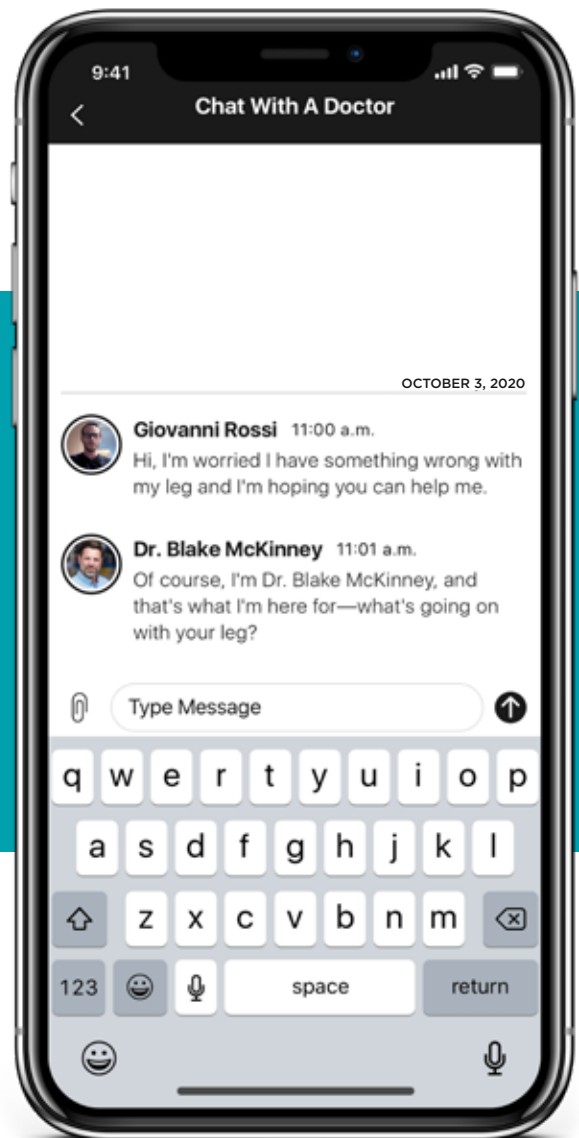 9:41
Chat With A Doctor
OCTOBER 3, 2020
Giovanni Rossi 11:00 a.m.
Hi, I'm worried I have something wrong with
my leg and I'm hoping you can help me.
Dr. Blake McKinney 11:01 a.m.
Of course, I'm Dr. Blake McKinney, and
that's what I'm here for—what's going on
with your leg?
Type Message
q w e r t y u i o p
a s d f g h j k l
z x c v b n m
123 space return